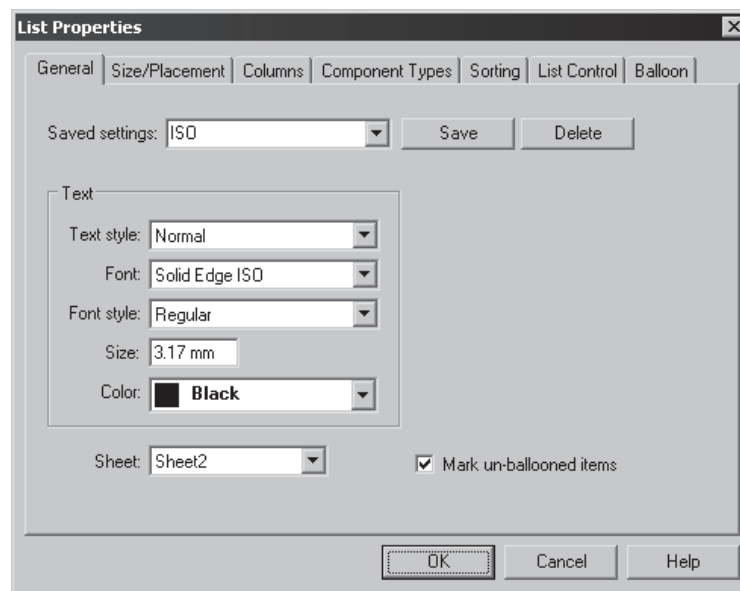 List Properties
General Size/Placement Columns Component Types Sorting List Control Balloon
Saved settings: ISO Save Delete
Text
Text style: Normal
Font: Solid Edge ISO
Font style: Regular
Size: 3.17 mm
Color: Black
Sheet: Sheet2 Mark un-ballooned items
OK Cancel Help